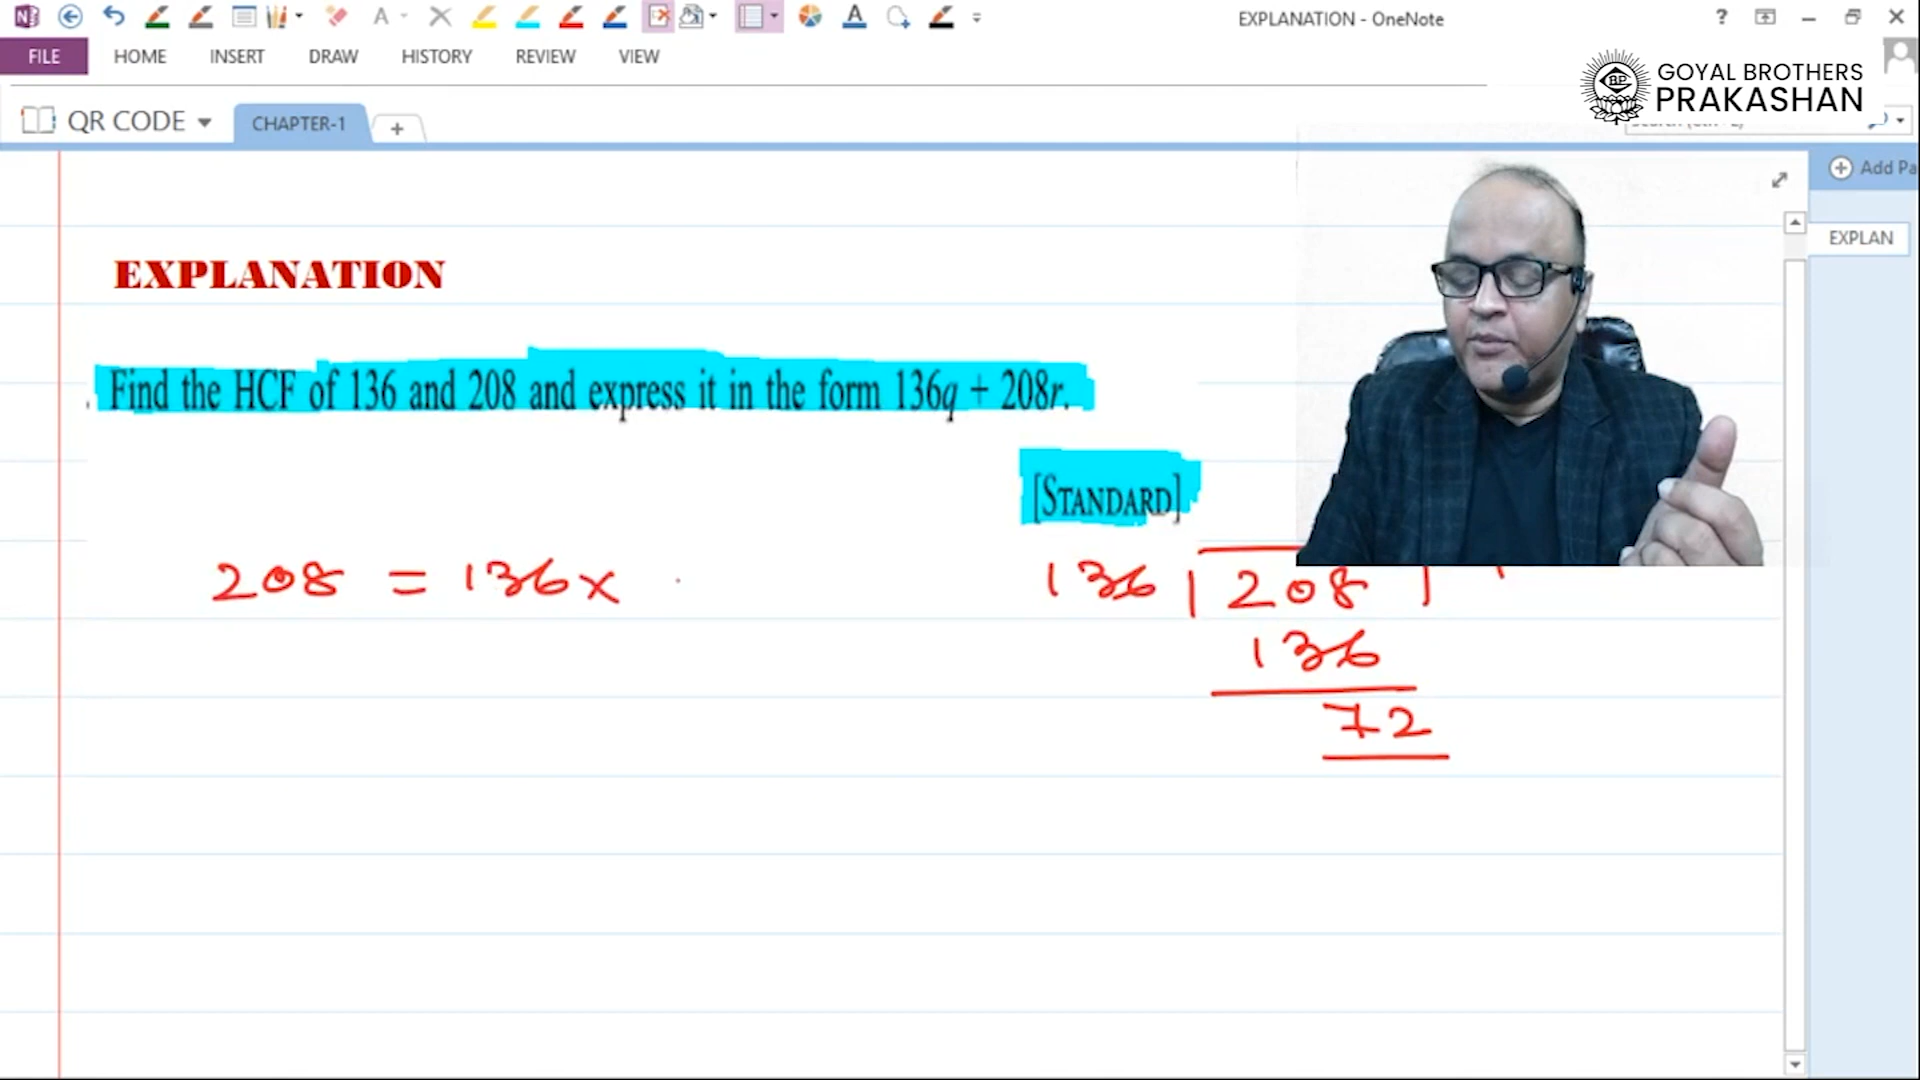 EXPLANATION - OneNote
FILE HOME INSERT DRAW HISTORY REVIEW VIEW
GOYAL BROTHERS
PRAKASHAN
QR CODE CHAPTER-1
Add Pa
EXPLAN
EXPLANATION
Find the HCF of 136 and 208 and express it in the form 136q + 208r.
[STANDARD]
208 = 136 x
136 208
136
72